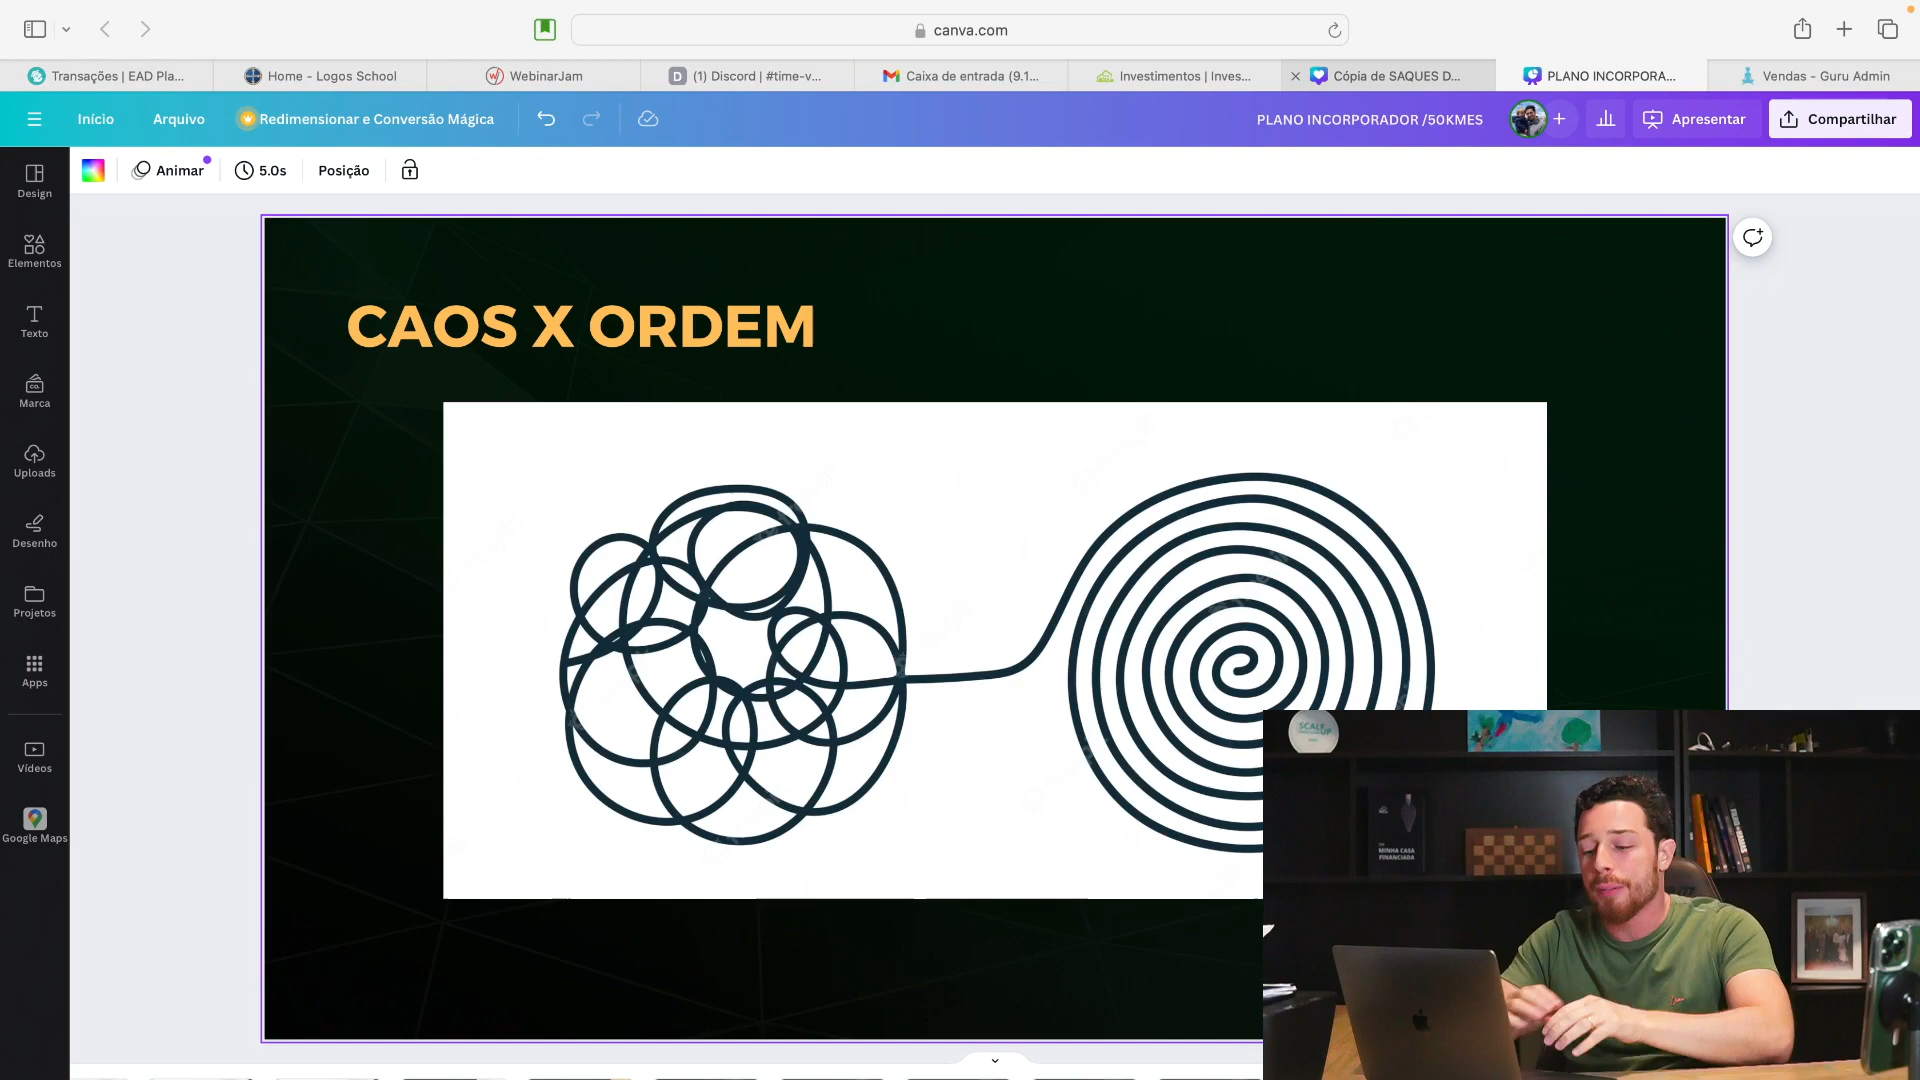 canva.com
Transações | EAD Pla...
Home - Logos School
WebinarJam
(1) Discord | #time-v...
Caixa de entrada (9.1...
Investimentos | Inves...
Cópia de SAQUES D...
PLANO INCORPORA...
Vendas - Guru Admin
Início
Arquivo
Redimensionar e Conversão Mágica
PLANO INCORPORADOR /50KMES
Apresentar
Compartilhar
Animar
5.0s
Posição
Design
Elementos
Texto
Marca
Uploads
Desenho
Projetos
Apps
Vídeos
Google Maps
CAOS X ORDEM
SCALE
UP
MINHA CASA
FINANCIADA